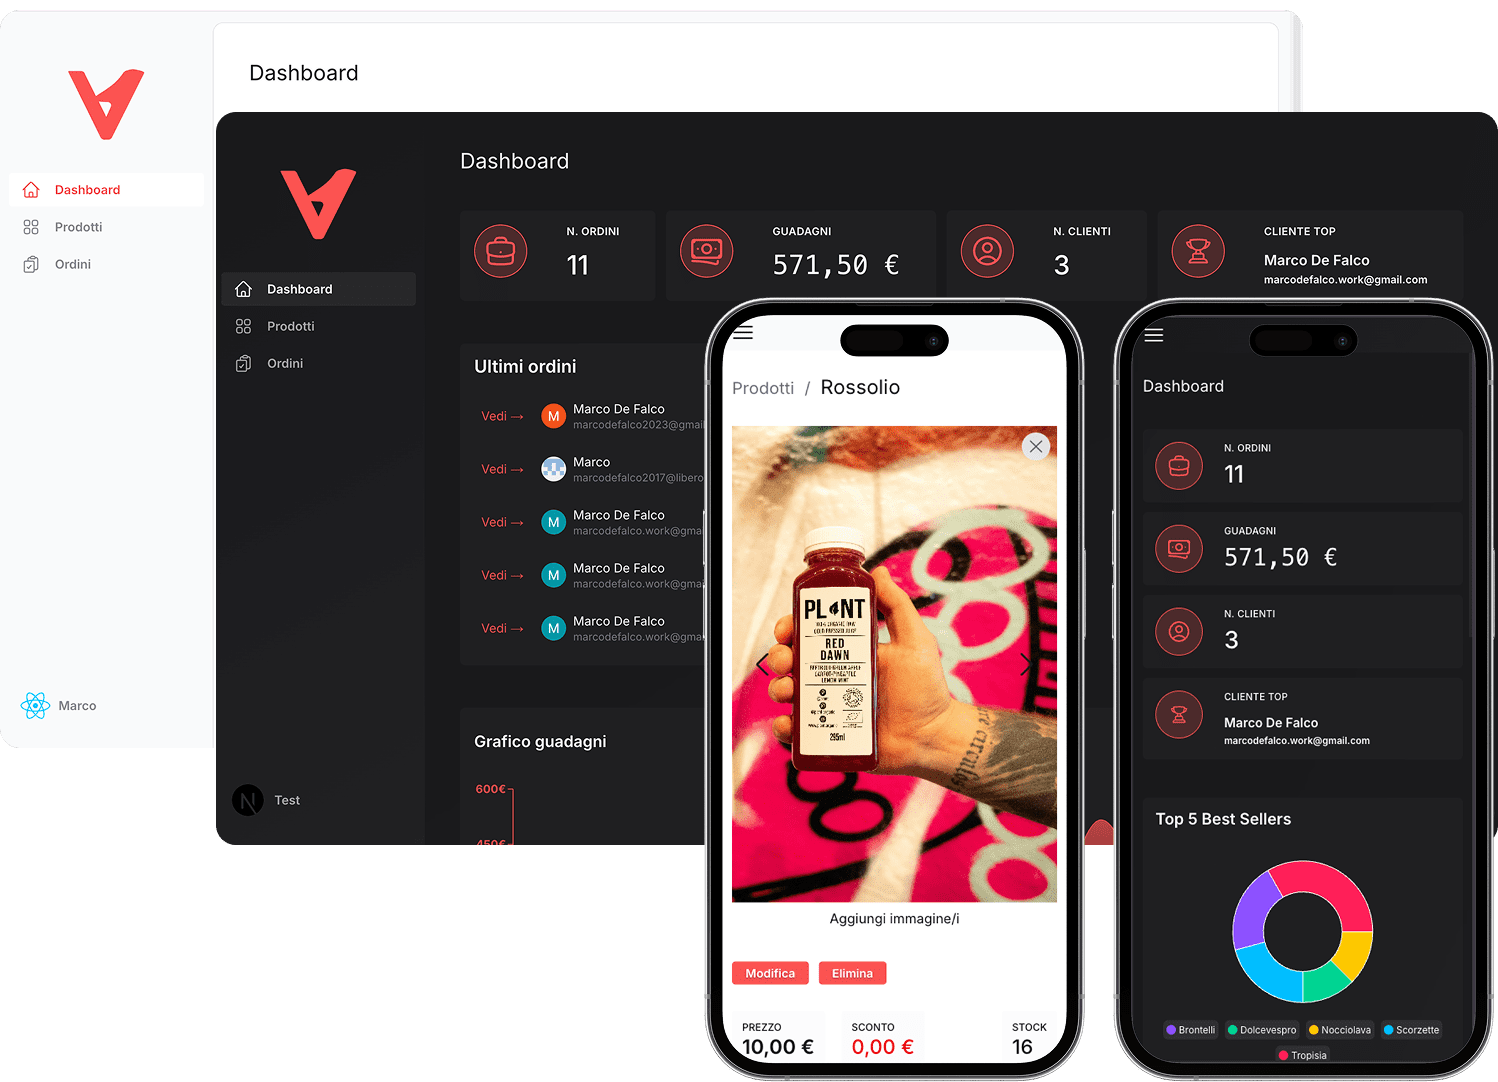 Dashboard
Dashboard
Prodotti
Ordini
Marco
Dashboard
Dashboard
Prodotti
Ordini
Test
N. ORDINI
11
GUADAGNI
571,50 €
N. CLIENTI
3
CLIENTE TOP
Marco De Falco
marcodefalco.work@gmail.com
Ultimi ordini
Vedi → M Marco De Falco
marcodefalco2023@gmail
Vedi → Marco
marcodefalco2017@libero
Vedi → M Marco De Falco
marcodefalco.work@gma
Vedi → M Marco De Falco
marcodefalco.work@gma
Vedi → M Marco De Falco
marcodefalco.work@gma
Grafico guadagni
600€
450€
Prodotti / Rossolio
PLANT
RED
DAWN
295ml
Aggiungi immagine/i
Modifica
Elimina
PREZZO
10,00 €
SCONTO
0,00 €
STOCK
16
Dashboard
N. ORDINI
11
GUADAGNI
571,50 €
N. CLIENTI
3
CLIENTE TOP
Marco De Falco
marcodefalco.work@gmail.com
Top 5 Best Sellers
Brontelli Dolcevespro Nocciolava Scorzette
Tropisia